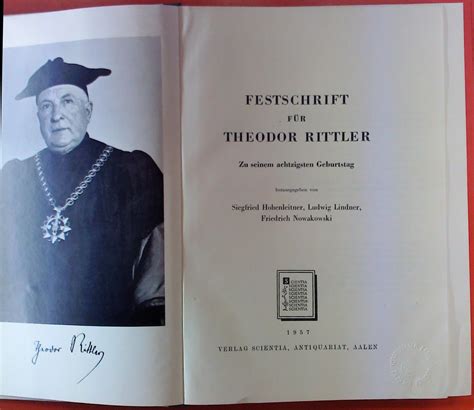 Theodor Rittler
FESTSCHRIFT
FÜR
THEODOR RITTLER
Zu seinem achtzigsten Geburtstag
herausgegeben von
Siegfried Hohenleitner, Ludwig Lindner,
Friedrich Nowakowski
S SCIENTIA
SCIENTIA
SCIENTIA
SCIENTIA
SCIENTIA
SCIENTIA
1957
VERLAG SCIENTIA, ANTIQUARIAT, AALEN